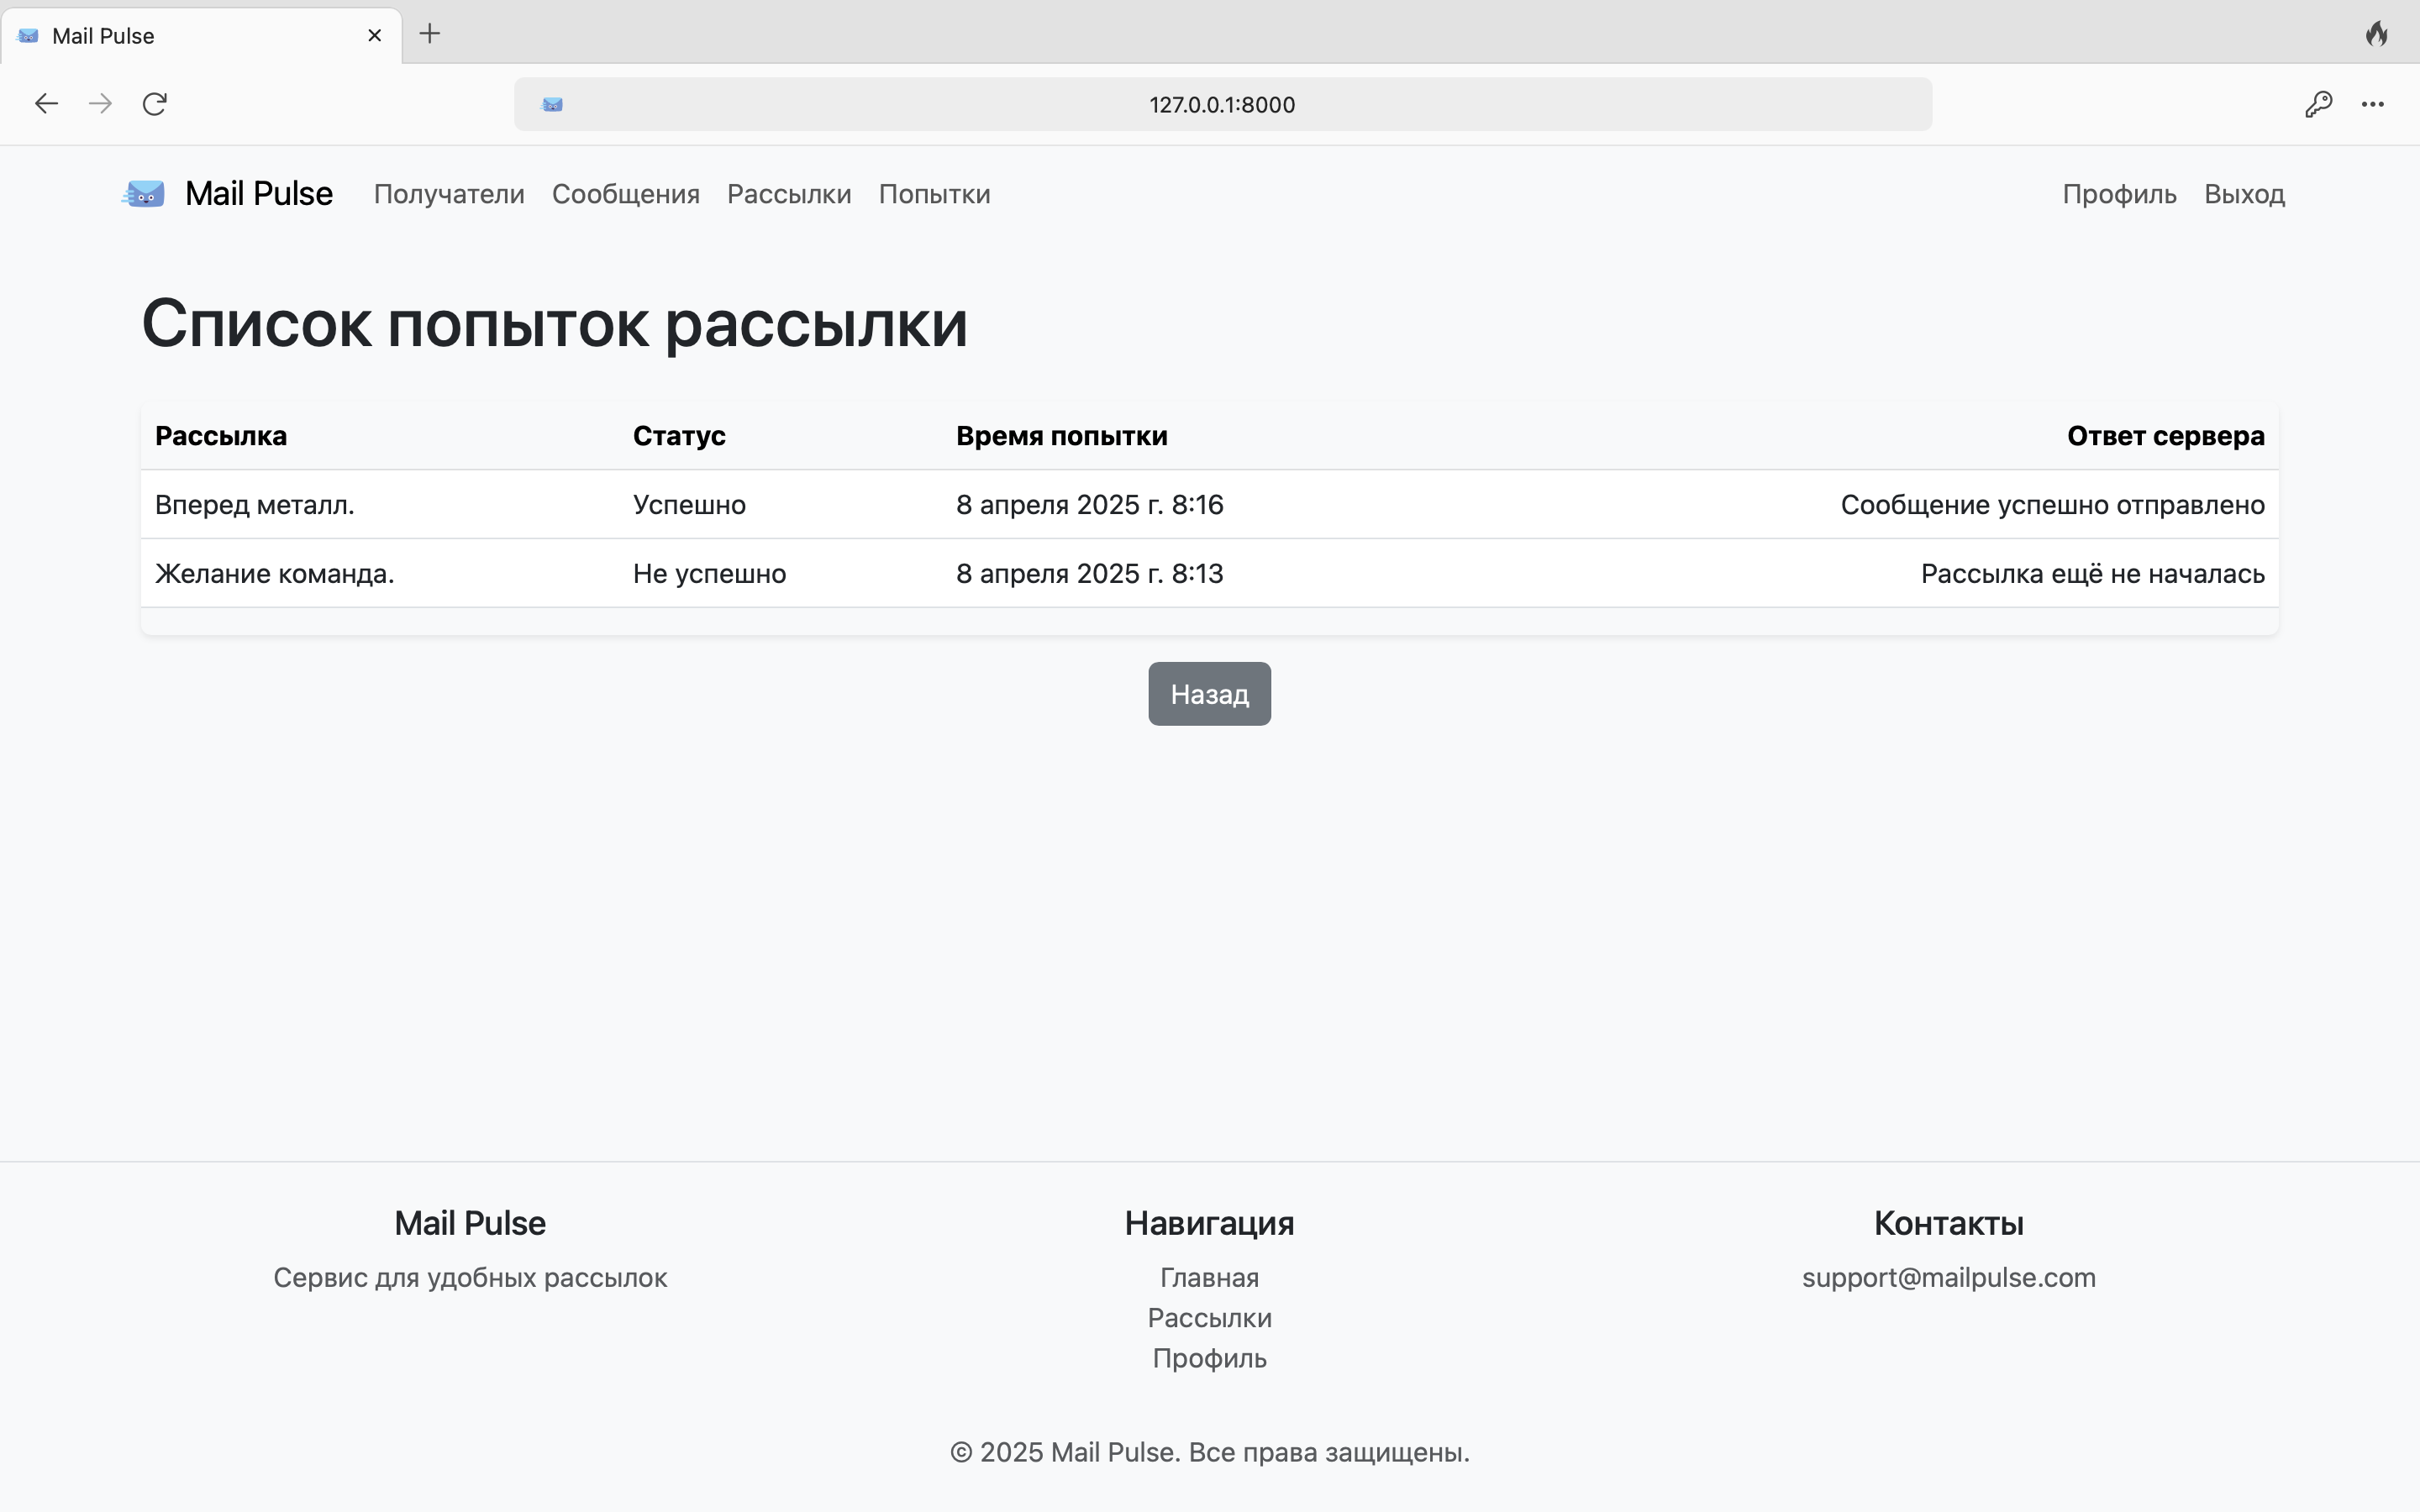 Mail Pulse
127.0.0.1:8000
Mail Pulse Получатели Сообщения Рассылки Попытки Профиль Выход
Список попыток рассылки
Рассылка Статус Время попытки Ответ сервера
Вперед металл. Успешно 8 апреля 2025 г. 8:16 Сообщение успешно отправлено
Желание команда. Не успешно 8 апреля 2025 г. 8:13 Рассылка ещё не началась
Назад
Mail Pulse
Сервис для удобных рассылок
Навигация
Главная
Рассылки
Профиль
Контакты
support@mailpulse.com
© 2025 Mail Pulse. Все права защищены.